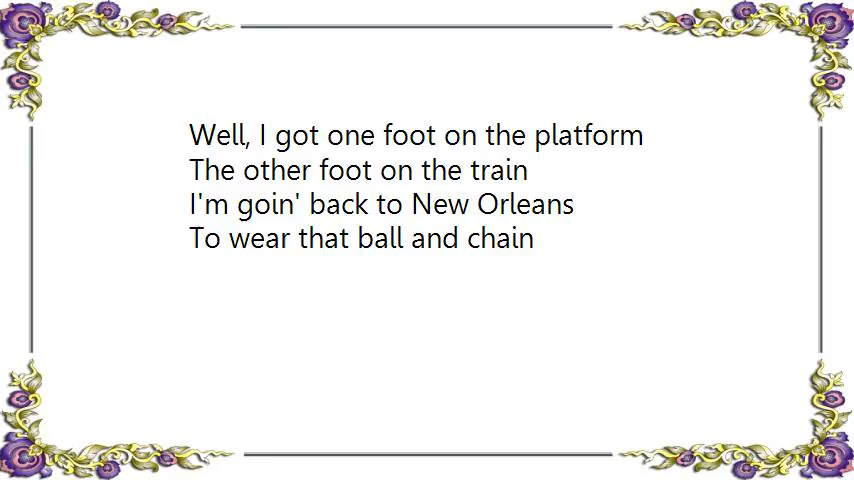 Well, I got one foot on the platform
The other foot on the train
I'm goin' back to New Orleans
To wear that ball and chain